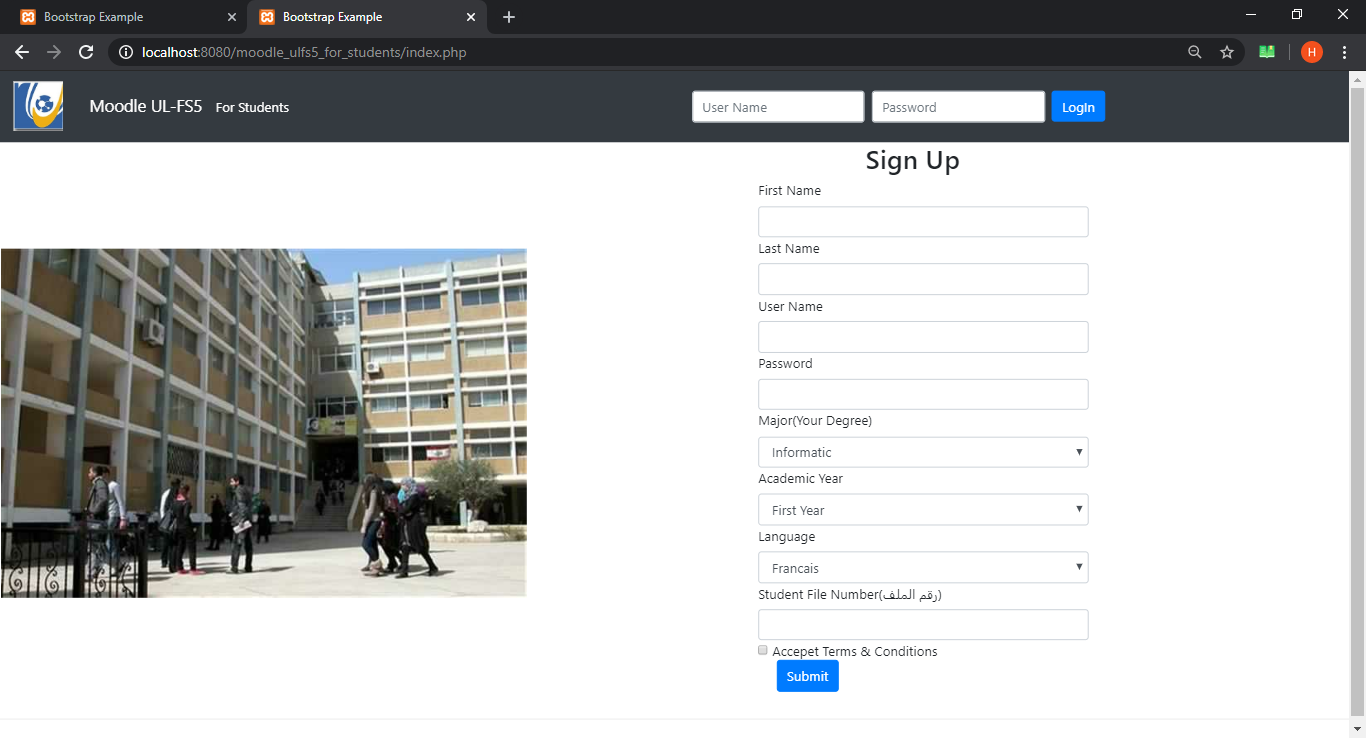 Bootstrap Example
Bootstrap Example
localhost:8080/moodle_ulfs5_for_students/index.php
H
Moodle UL-FS5 For Students
User Name
Password
LogIn
Sign Up
First Name
Last Name
User Name
Password
Major(Your Degree)
Informatic
Academic Year
First Year
Language
Francais
Student File Number(رقم الملف)
Accepet Terms & Conditions
Submit